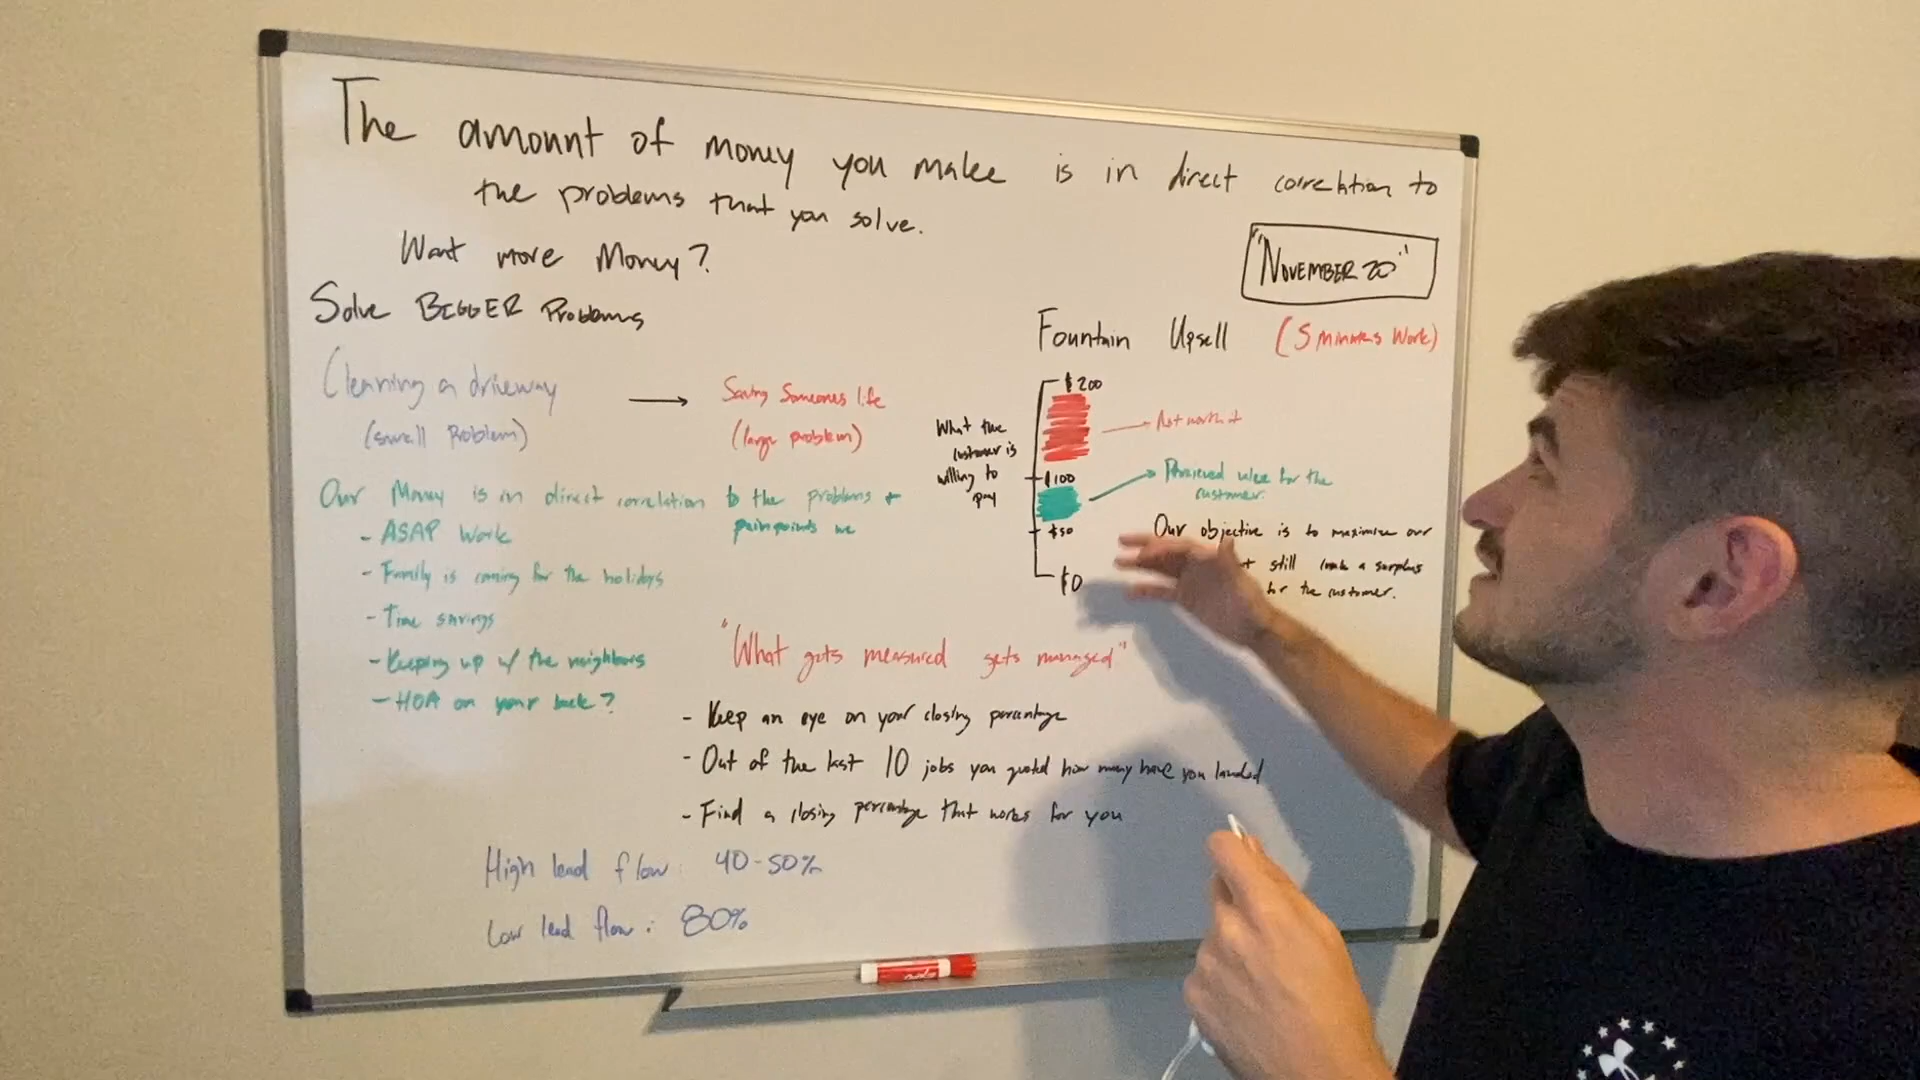 The amount of money you make is in direct correlation to
the problems that you solve.
Want more Money?
Solve BIGGER Problems
"NOVEMBER 20"
Cleaning a driveway
(small Problem)
Saving Someones life
(large problem)
Our Money is in direct correlation to the problems +
painpoints we
- ASAP Work
- Family is coming for the holidys
- Time savings
- Keeping up w/ the neighbors
- HOA on your back?
Fountain Upsell (5 minutes Work)
What the
customer is
willing to
pay
$200
$100
$50
$0
Not worth it
Percieved value for the
customer.
Our objective is to maximize our
+ still leave a surplus
for the customer.
"What gets measured gets managed"
- Keep an eye on your closing percentage
- Out of the last 10 jobs you quoted how many have you landed
- Find a closing percentage that works for you
High lead flow: 40-50%
Low lead flow: 80%